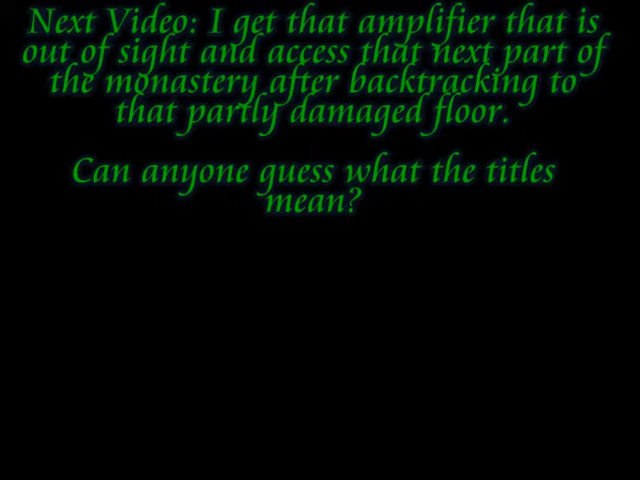 Next Video: I get that amplifier that is
out of sight and access that next part of
the monastery after backtracking to
that partly damaged floor.
Can anyone guess what the titles
mean?